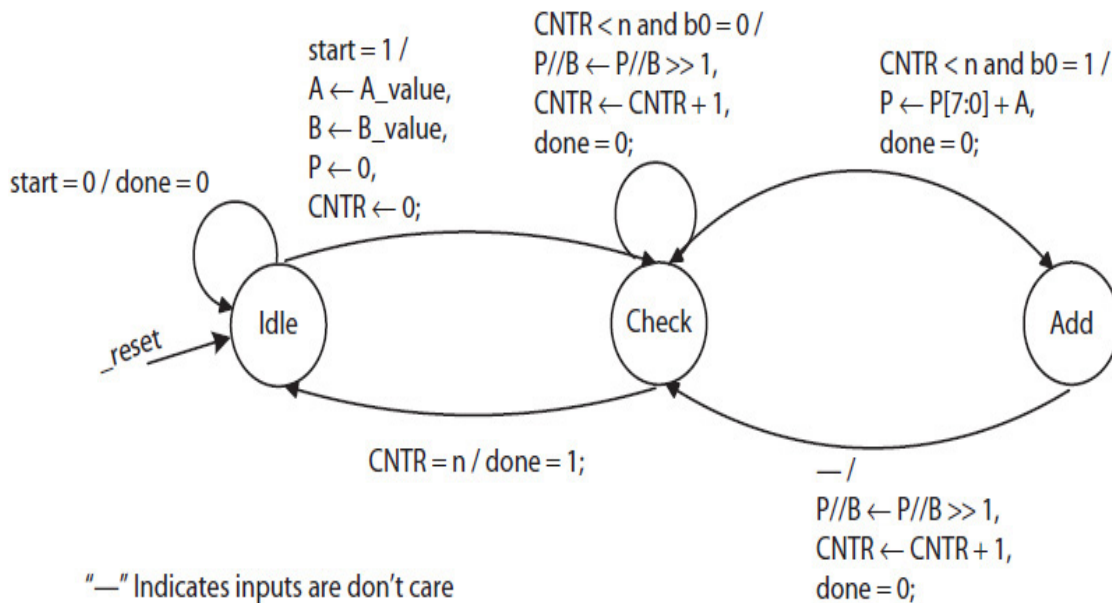 start = 0 / done = 0
start = 1 /
A ← A_value,
B ← B_value,
P ← 0,
CNTR ← 0;
CNTR < n and b0 = 0 /
P//B ← P//B >> 1,
CNTR ← CNTR + 1,
done = 0;
CNTR < n and b0 = 1 /
P ← P[7:0] + A,
done = 0;
_reset
Idle
Check
Add
CNTR = n / done = 1;
— /
P//B ← P//B >> 1,
CNTR ← CNTR + 1,
done = 0;
“—” Indicates inputs are don’t care